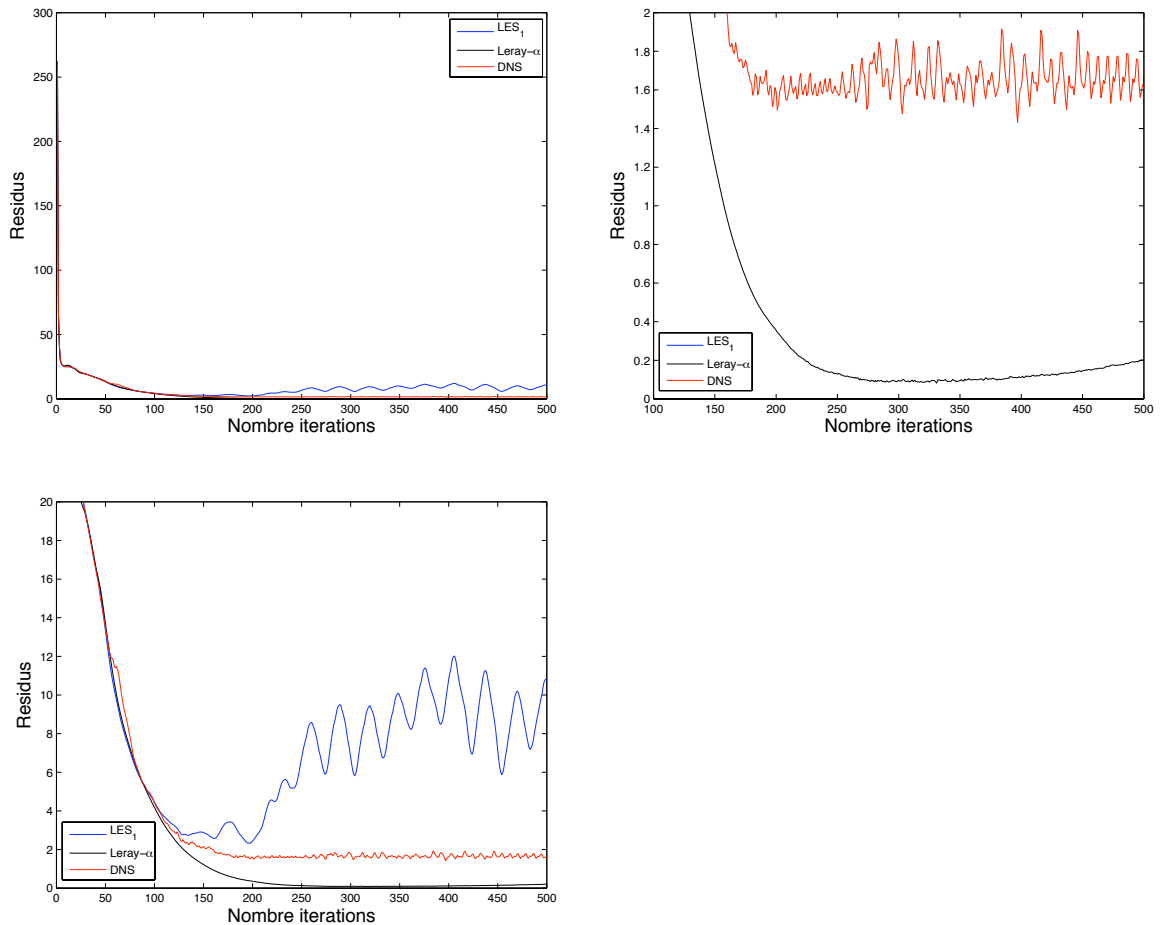 300
250
200
150
100
50
0
0 50 100 150 200 250 300 350 400 450 500
Residus
Nombre iterations
LES1
Leray-α
DNS
2
1.8
1.6
1.4
1.2
1
0.8
0.6
0.4
0.2
0
100 150 200 250 300 350 400 450 500
Residus
Nombre iterations
LES1
Leray-α
DNS
20
18
16
14
12
10
8
6
4
2
0
0 50 100 150 200 250 300 350 400 450 500
Residus
Nombre iterations
LES1
Leray-α
DNS